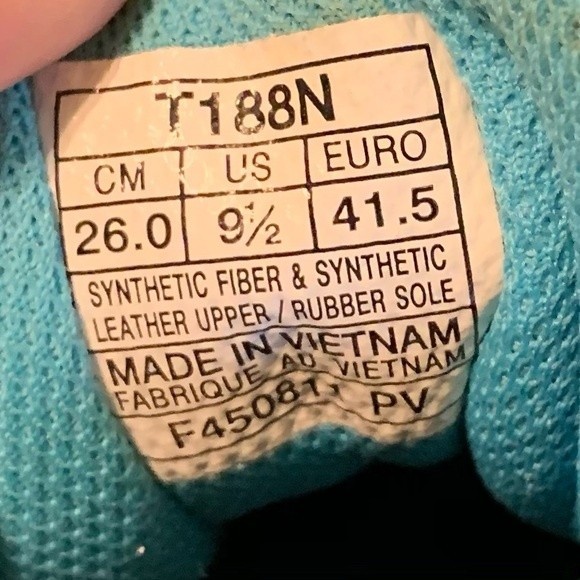 T188N
CM US EURO
26.0 9½ 41.5
SYNTHETIC FIBER & SYNTHETIC
LEATHER UPPER / RUBBER SOLE
MADE IN VIETNAM
FABRIQUE AU VIETNAM
PV